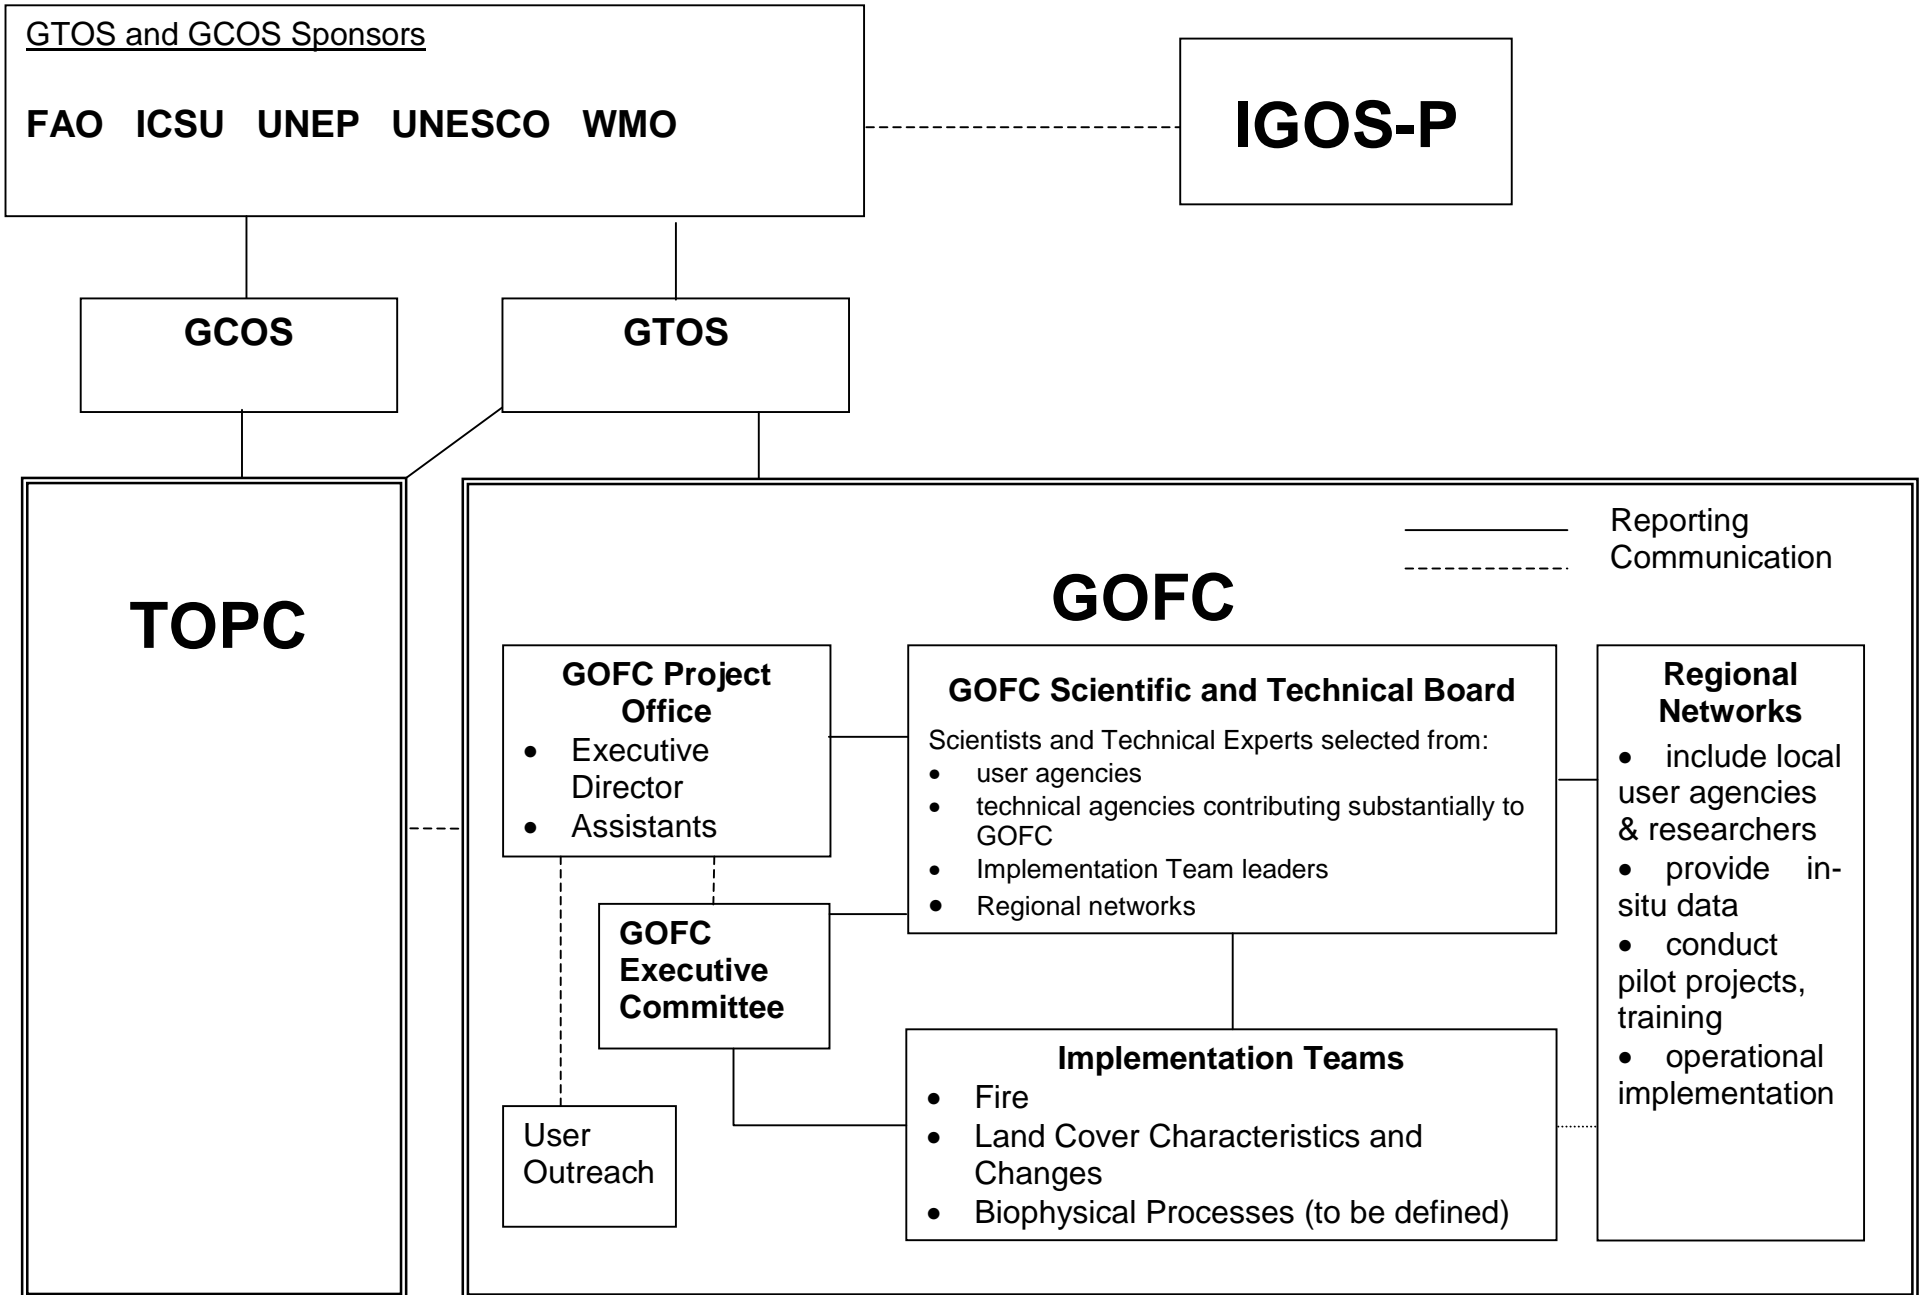 GTOS and GCOS Sponsors
FAO ICSU UNEP UNESCO WMO
IGOS-P
GCOS
GTOS
TOPC
Reporting
Communication
GOFC
GOFC Project
Office
• Executive
Director
• Assistants
GOFC Scientific and Technical Board
Scientists and Technical Experts selected from:
• user agencies
• technical agencies contributing substantially to
GOFC
• Implementation Team leaders
• Regional networks
Regional
Networks
• include local
user agencies
& researchers
• provide in-
situ data
• conduct
pilot projects,
training
• operational
implementation
GOFC
Executive
Committee
Implementation Teams
• Fire
• Land Cover Characteristics and
Changes
• Biophysical Processes (to be defined)
User
Outreach